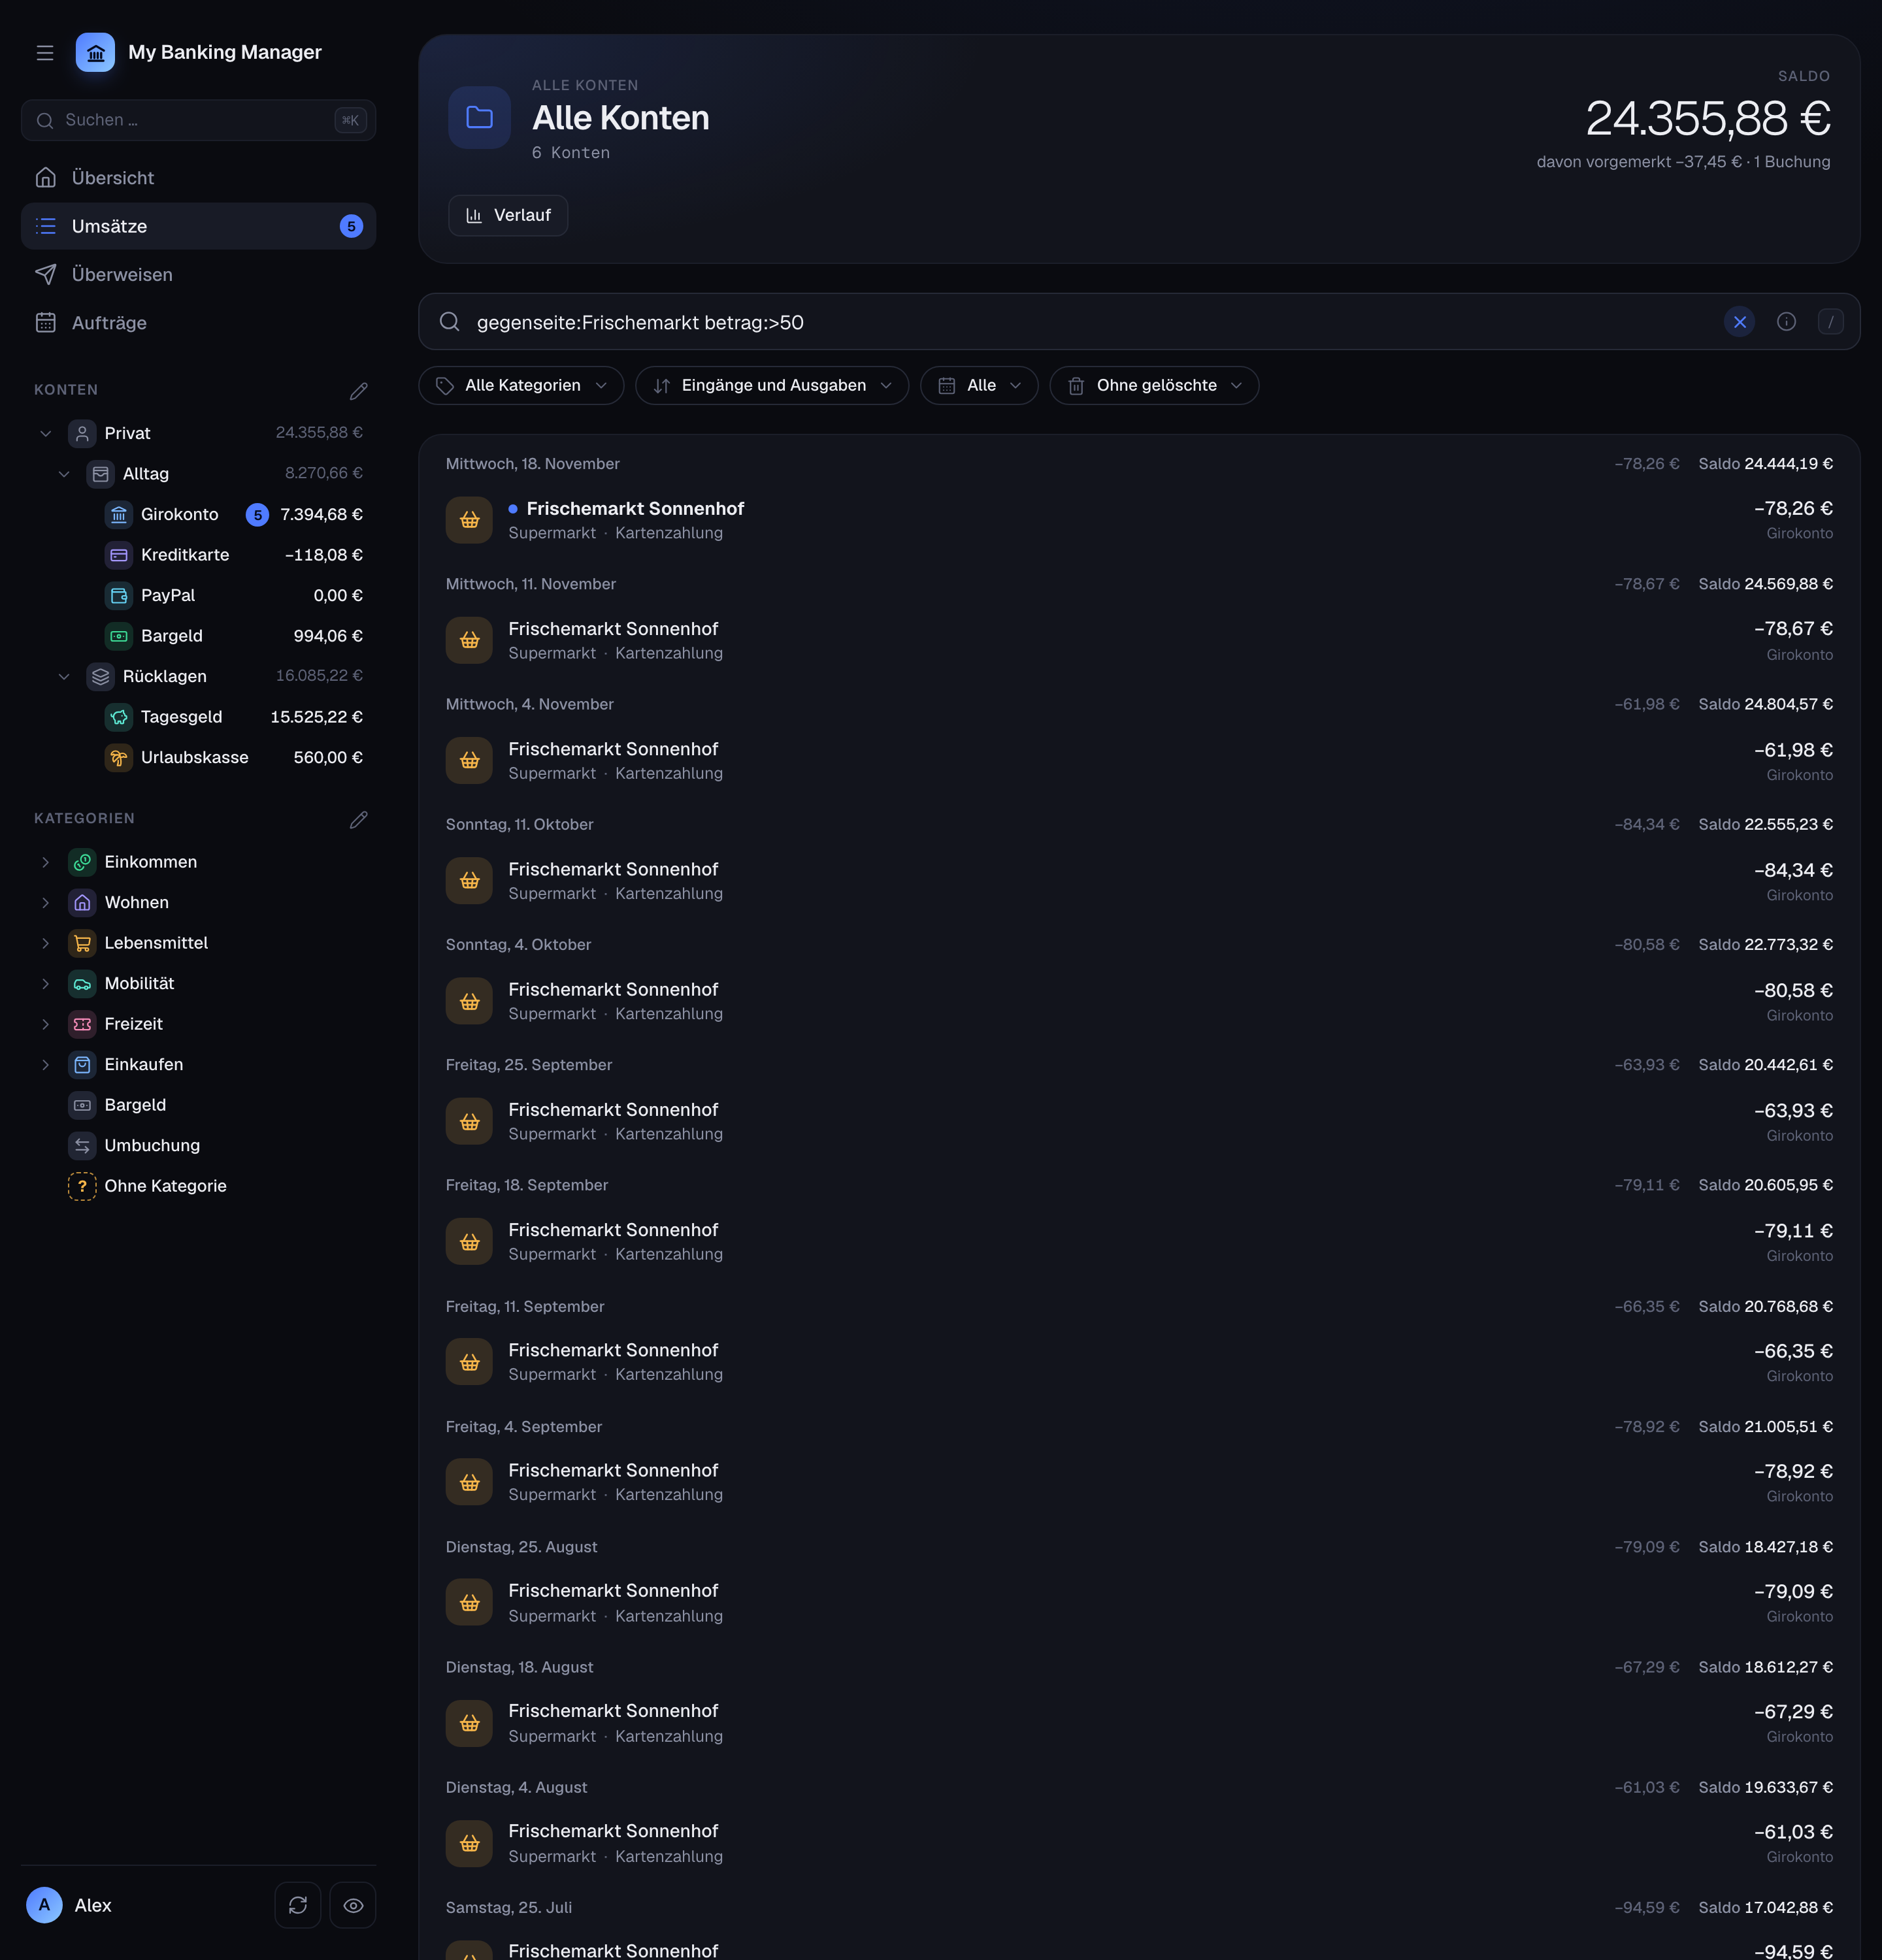 My Banking Manager
Suchen …
⌘K
Übersicht
Umsätze 5
Überweisen
Aufträge
KONTEN
Privat 24.355,88 €
Alltag 8.270,66 €
Girokonto 5 7.394,68 €
Kreditkarte −118,08 €
PayPal 0,00 €
Bargeld 994,06 €
Rücklagen 16.085,22 €
Tagesgeld 15.525,22 €
Urlaubskasse 560,00 €
KATEGORIEN
Einkommen
Wohnen
Lebensmittel
Mobilität
Freizeit
Einkaufen
Bargeld
Umbuchung
? Ohne Kategorie
A Alex
ALLE KONTEN
Alle Konten
6 Konten
SALDO
24.355,88 €
davon vorgemerkt −37,45 € · 1 Buchung
Verlauf
gegenseite:Frischemarkt betrag:>50 /
Alle Kategorien Eingänge und Ausgaben Alle Ohne gelöschte
Mittwoch, 18. November −78,26 € Saldo 24.444,19 €
Frischemarkt Sonnenhof −78,26 €
Supermarkt · Kartenzahlung Girokonto
Mittwoch, 11. November −78,67 € Saldo 24.569,88 €
Frischemarkt Sonnenhof −78,67 €
Supermarkt · Kartenzahlung Girokonto
Mittwoch, 4. November −61,98 € Saldo 24.804,57 €
Frischemarkt Sonnenhof −61,98 €
Supermarkt · Kartenzahlung Girokonto
Sonntag, 11. Oktober −84,34 € Saldo 22.555,23 €
Frischemarkt Sonnenhof −84,34 €
Supermarkt · Kartenzahlung Girokonto
Sonntag, 4. Oktober −80,58 € Saldo 22.773,32 €
Frischemarkt Sonnenhof −80,58 €
Supermarkt · Kartenzahlung Girokonto
Freitag, 25. September −63,93 € Saldo 20.442,61 €
Frischemarkt Sonnenhof −63,93 €
Supermarkt · Kartenzahlung Girokonto
Freitag, 18. September −79,11 € Saldo 20.605,95 €
Frischemarkt Sonnenhof −79,11 €
Supermarkt · Kartenzahlung Girokonto
Freitag, 11. September −66,35 € Saldo 20.768,68 €
Frischemarkt Sonnenhof −66,35 €
Supermarkt · Kartenzahlung Girokonto
Freitag, 4. September −78,92 € Saldo 21.005,51 €
Frischemarkt Sonnenhof −78,92 €
Supermarkt · Kartenzahlung Girokonto
Dienstag, 25. August −79,09 € Saldo 18.427,18 €
Frischemarkt Sonnenhof −79,09 €
Supermarkt · Kartenzahlung Girokonto
Dienstag, 18. August −67,29 € Saldo 18.612,27 €
Frischemarkt Sonnenhof −67,29 €
Supermarkt · Kartenzahlung Girokonto
Dienstag, 4. August −61,03 € Saldo 19.633,67 €
Frischemarkt Sonnenhof −61,03 €
Supermarkt · Kartenzahlung Girokonto
Samstag, 25. Juli −94,59 € Saldo 17.042,88 €
Frischemarkt Sonnenhof −94,59 €